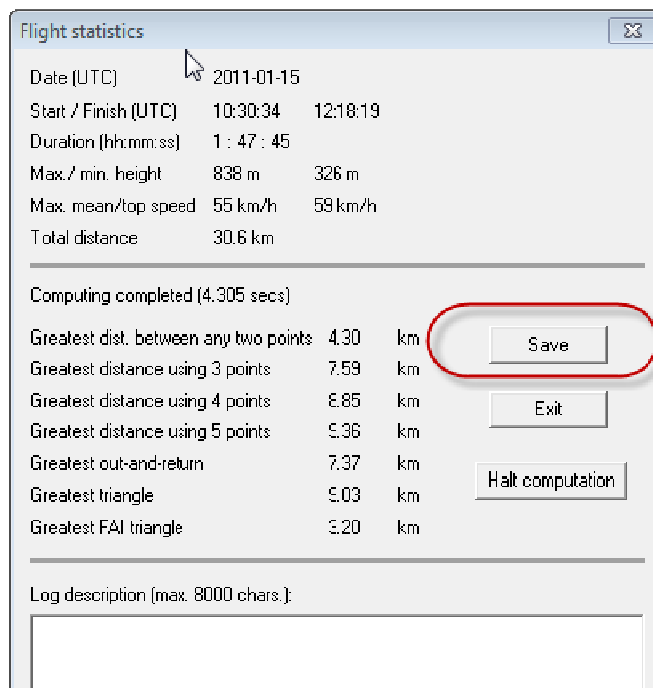 Flight statistics
Date (UTC) 2011-01-15
Start / Finish (UTC) 10:30:34 12:18:19
Duration (hh:mm:ss) 1 : 47 : 45
Max./ min. height 838 m 326 m
Max. mean/top speed 55 km/h 59 km/h
Total distance 30.6 km
Computing completed (4.305 secs)
Greatest dist. between any two points 4.30 km
Save
Greatest distance using 3 points 7.59 km
Greatest distance using 4 points 8.85 km
Exit
Greatest distance using 5 points 9.36 km
Greatest out-and-return 7.37 km
Halt computation
Greatest triangle 9.03 km
Greatest FAI triangle km
Log description (max. 8000 chars.):